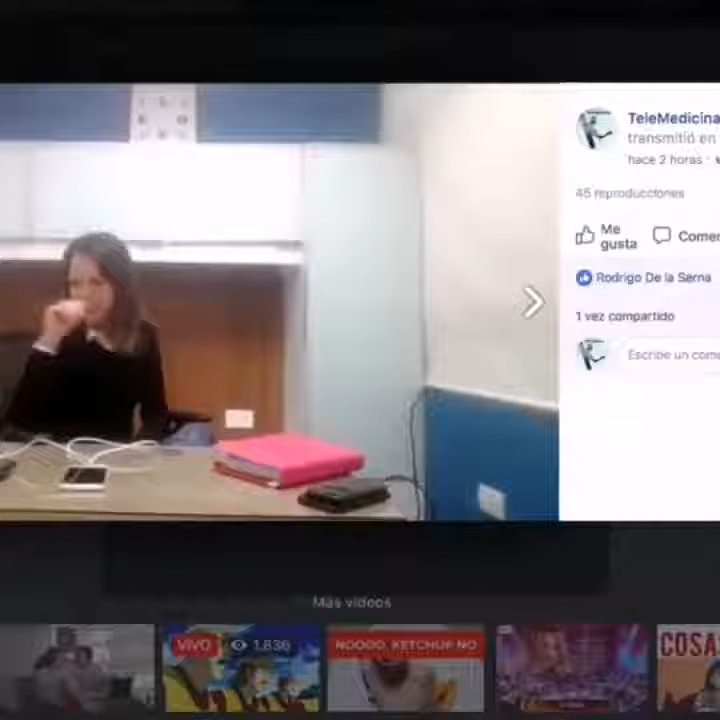 TeleMedicina
transmitió en
hace 2 horas ·
45 reproducciones
Me gusta
Comen
Rodrigo De la Serna
1 vez compartido
Escribe un come
Más videos
VIVO 1,836
NOOOO, KETCHUP NO
COSAS